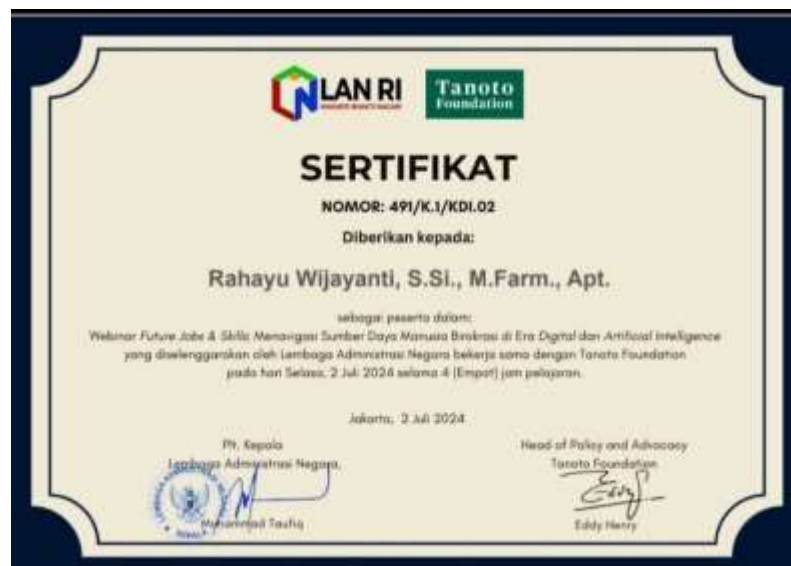 LAN RI
Tanoto
Foundation
SERTIFIKAT
NOMOR: 491/K.1/KDI.02
Diberikan kepada:
Rahayu Wijayanti, S.Si., M.Farm., Apt.
sebagai peserta dalam:
Webinar Future Jobs & Skills Menavigasi Sumber Daya Manusia Birokrasi di Era Digital dan Artificial Intelligence
yang diselenggarakan oleh Lembaga Administrasi Negara bekerja sama dengan Tanoto Foundation
pada hari Selasa, 2 Juli 2024 selama 4 (Empat) jam pelajaran.
Jakarta, 2 Juli 2024
Plt. Kepala
Lembaga Administrasi Negara,
Muhammad Taufiq
Head of Policy and Advocacy
Tanoto Foundation
Eddy Henry